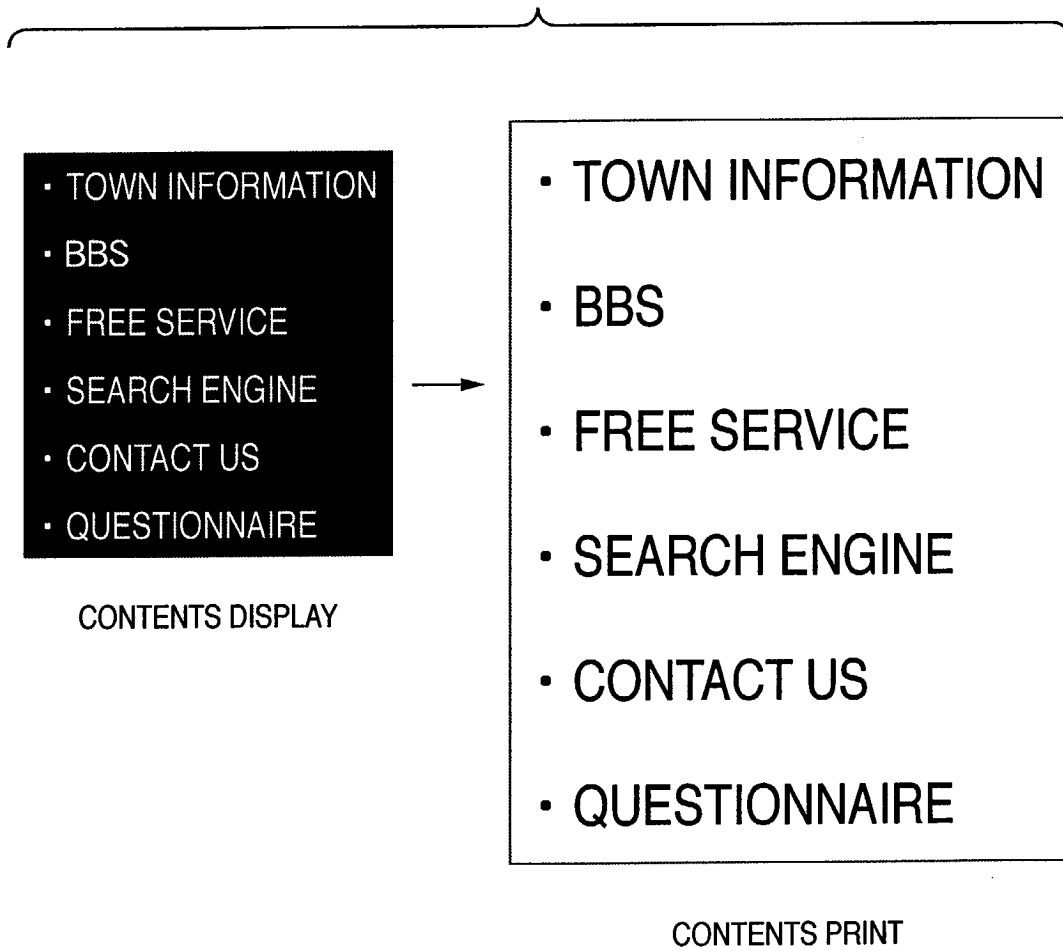 · TOWN INFORMATION
· BBS
· FREE SERVICE
· SEARCH ENGINE
· CONTACT US
· QUESTIONNAIRE
CONTENTS DISPLAY
· TOWN INFORMATION
· BBS
· FREE SERVICE
· SEARCH ENGINE
· CONTACT US
· QUESTIONNAIRE
CONTENTS PRINT